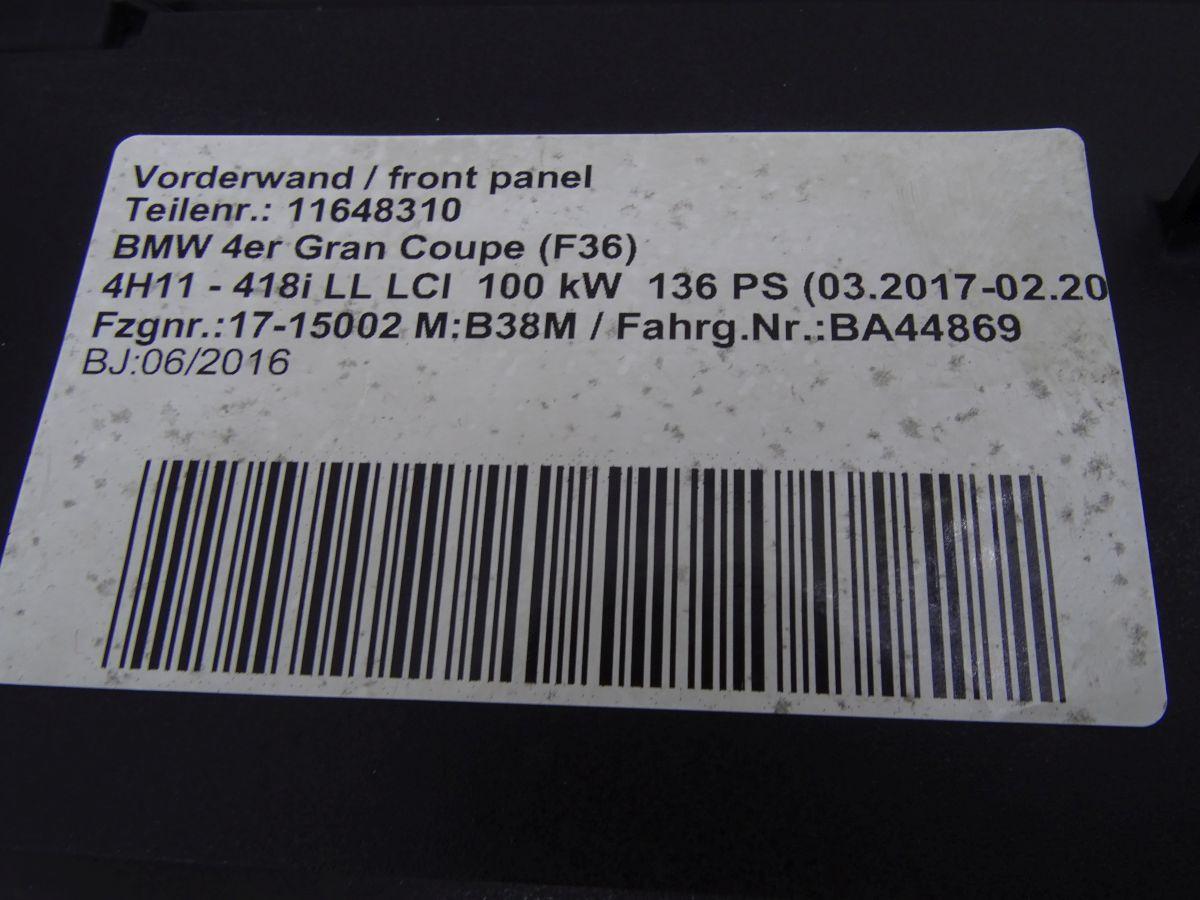 Vorderwand / front panel
Teilenr.: 11648310
BMW 4er Gran Coupe (F36)
4H11 - 418i LL LCI 100 kW 136 PS (03.2017-02.20
Fzgnr.:17-15002 M:B38M / Fahrg.Nr.:BA44869
BJ:06/2016